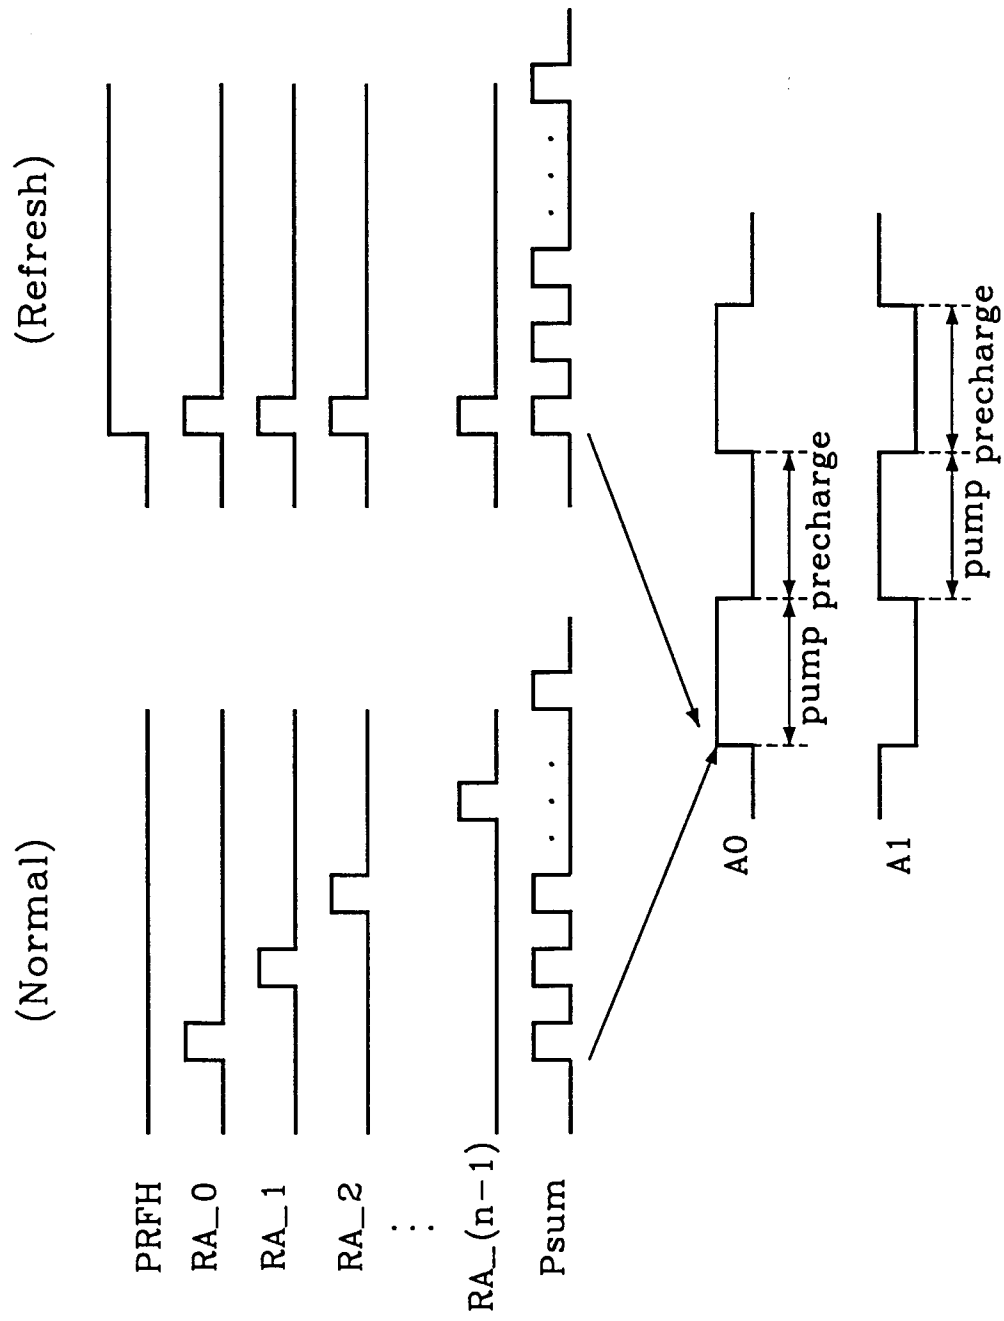 (Normal)
(Refresh)
PRFH
RA_0
RA_1
RA_2
RA_(n-1)
Psum
A0
pump precharge
A1
pump precharge